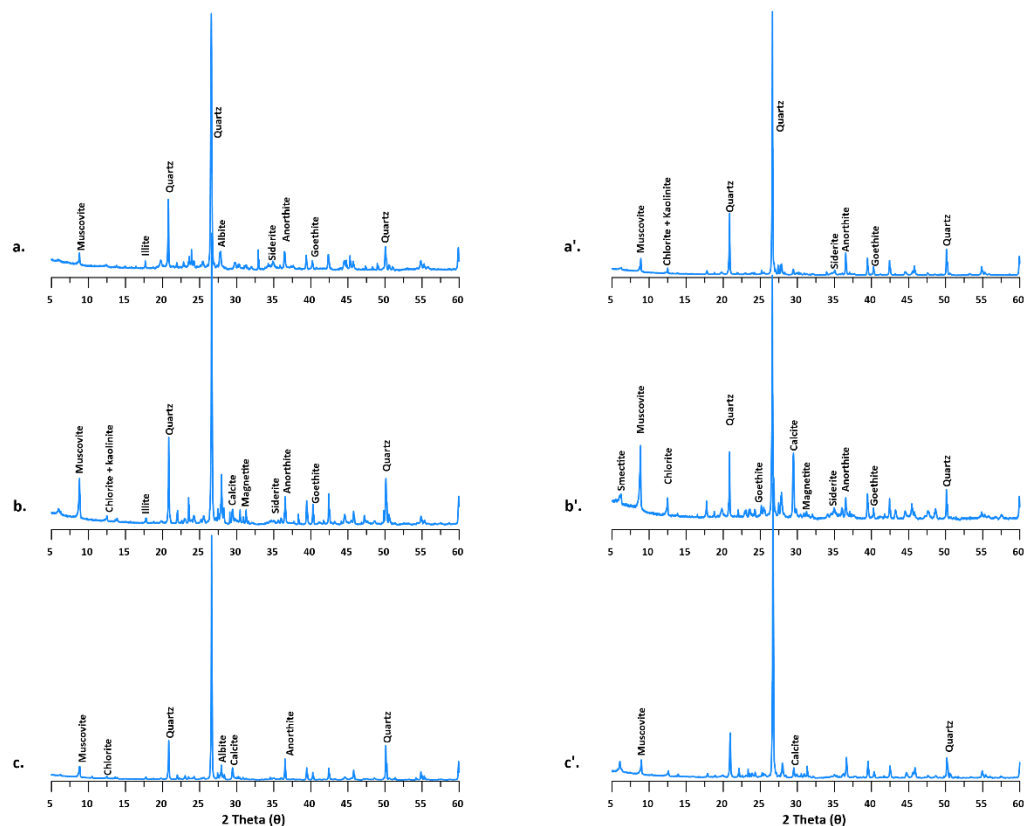 a.
Muscovite
Illite
Quartz
Quartz
Albite
Siderite
Anorthite
Goethite
Quartz
5 10 15 20 25 30 35 40 45 50 55 60
a'.
Muscovite
Chlorite + Kaolinite
Quartz
Quartz
Siderite
Anorthite
Goethite
Quartz
5 10 15 20 25 30 35 40 45 50 55 60
b.
Muscovite
Chlorite + kaolinite
Illite
Quartz
Calcite
Magnetite
Siderite
Anorthite
Goethite
Quartz
5 10 15 20 25 30 35 40 45 50 55 60
b'.
Smectite
Muscovite
Chlorite
Quartz
Goethite
Calcite
Magnetite
Siderite
Anorthite
Goethite
Quartz
5 10 15 20 25 30 35 40 45 50 55 60
c.
Muscovite
Chlorite
Quartz
Albite
Calcite
Anorthite
Quartz
5 10 15 20 25 30 35 40 45 50 55 60
2 Theta (θ)
c'.
Muscovite
Calcite
Quartz
5 10 15 20 25 30 35 40 45 50 55 60
2 Theta (θ)